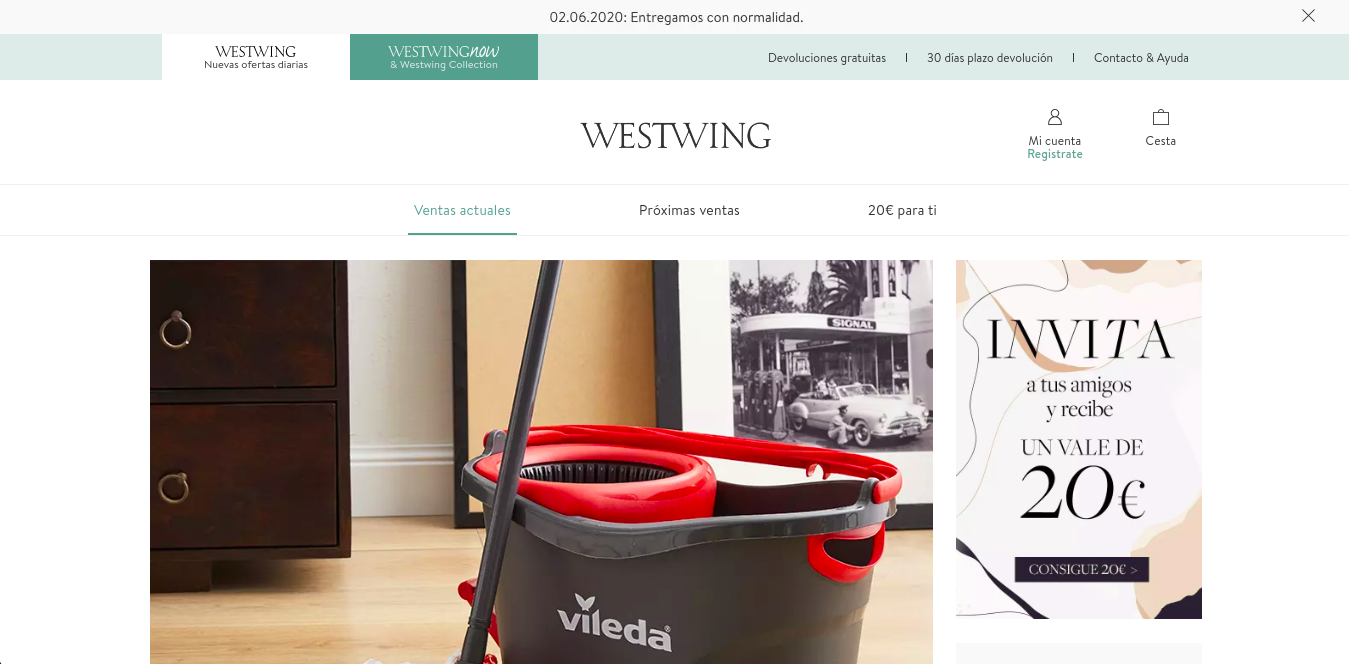 02.06.2020: Entregamos con normalidad.
WESTWING
Nuevas ofertas diarias
WESTWINGNOW
& Westwing Collection
Devoluciones gratuitas
30 días plazo devolución
Contacto & Ayuda
WESTWING
Mi cuenta
Registrate
Cesta
Ventas actuales
Próximas ventas
20€ para ti
SIGNAL
vileda®
INVITA
a tus amigos
y recibe
UN VALE DE
20€
CONSIGUE 20€ >